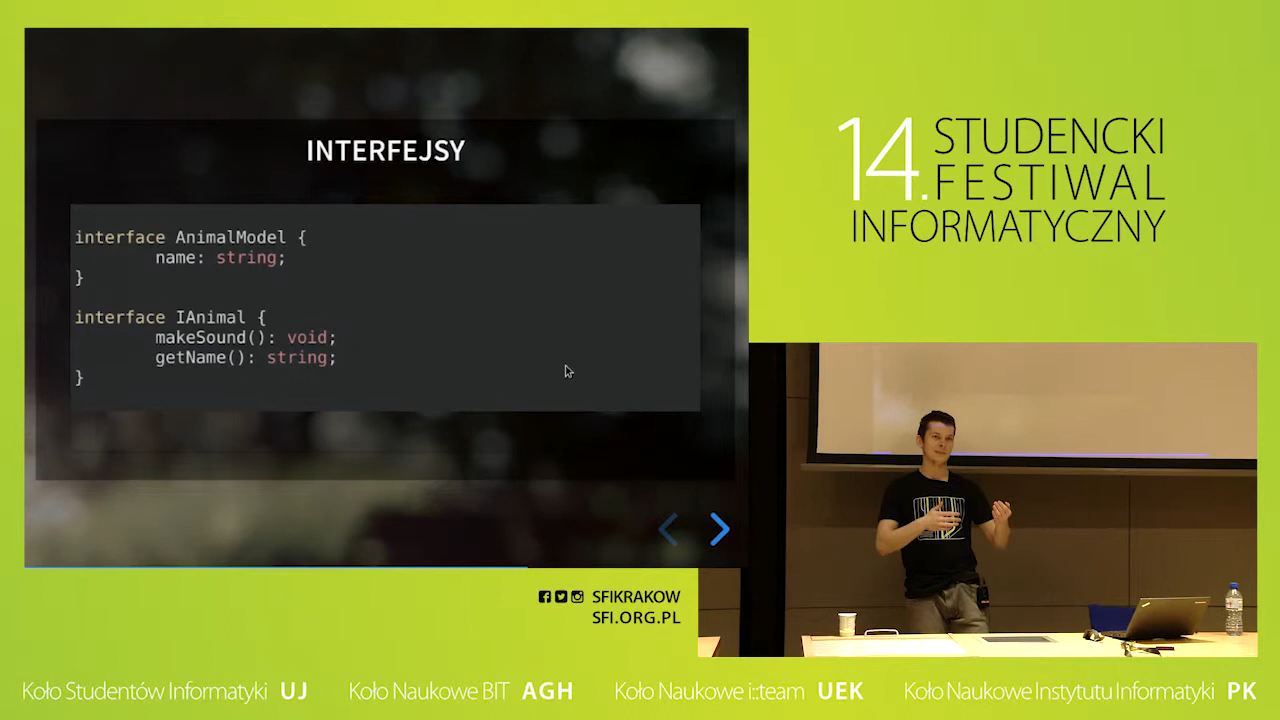 INTERFEJSY
interface AnimalModel {
name: string;
}
interface IAnimal {
makeSound(): void;
getName(): string;
}
14. STUDENCKI
FESTIWAL
INFORMATYCZNY
SFIKRAKOW
SFI.ORG.PL
Koło Studentów Informatyki UJ
Koło Naukowe BIT AGH
Koło Naukowe i::team UEK
Koło Naukowe Instytutu Informatyki PK